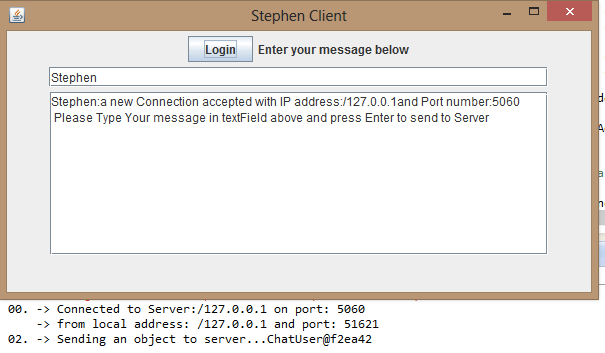 Stephen Client
Login Enter your message below
Stephen
Stephen:a new Connection accepted with IP address:/127.0.0.1and Port number:5060
Please Type Your message in textField above and press Enter to send to Server
00. -> Connected to Server:/127.0.0.1 on port: 5060
-> from local address: /127.0.0.1 and port: 51621
02. -> Sending an object to server...ChatUser@f2ea42